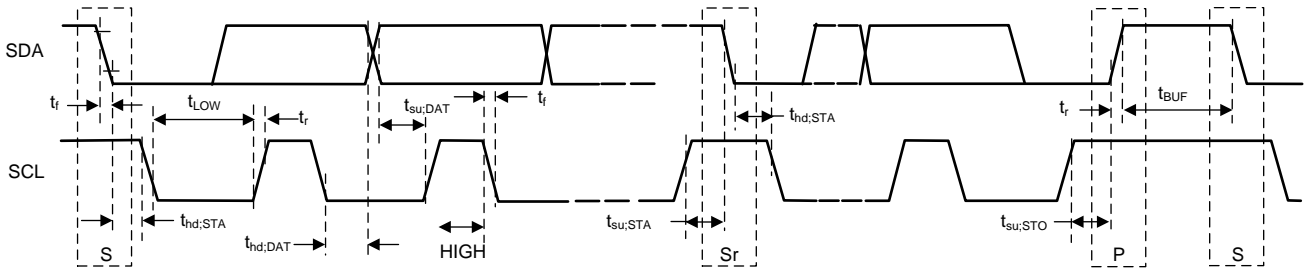 SDA
t_f
t_LOW
t_r
t_su;DAT
t_f
t_hd;STA
t_r
t_BUF
SCL
t_hd;STA
t_hd;DAT
HIGH
t_su;STA
t_su;STO
S
Sr
P
S